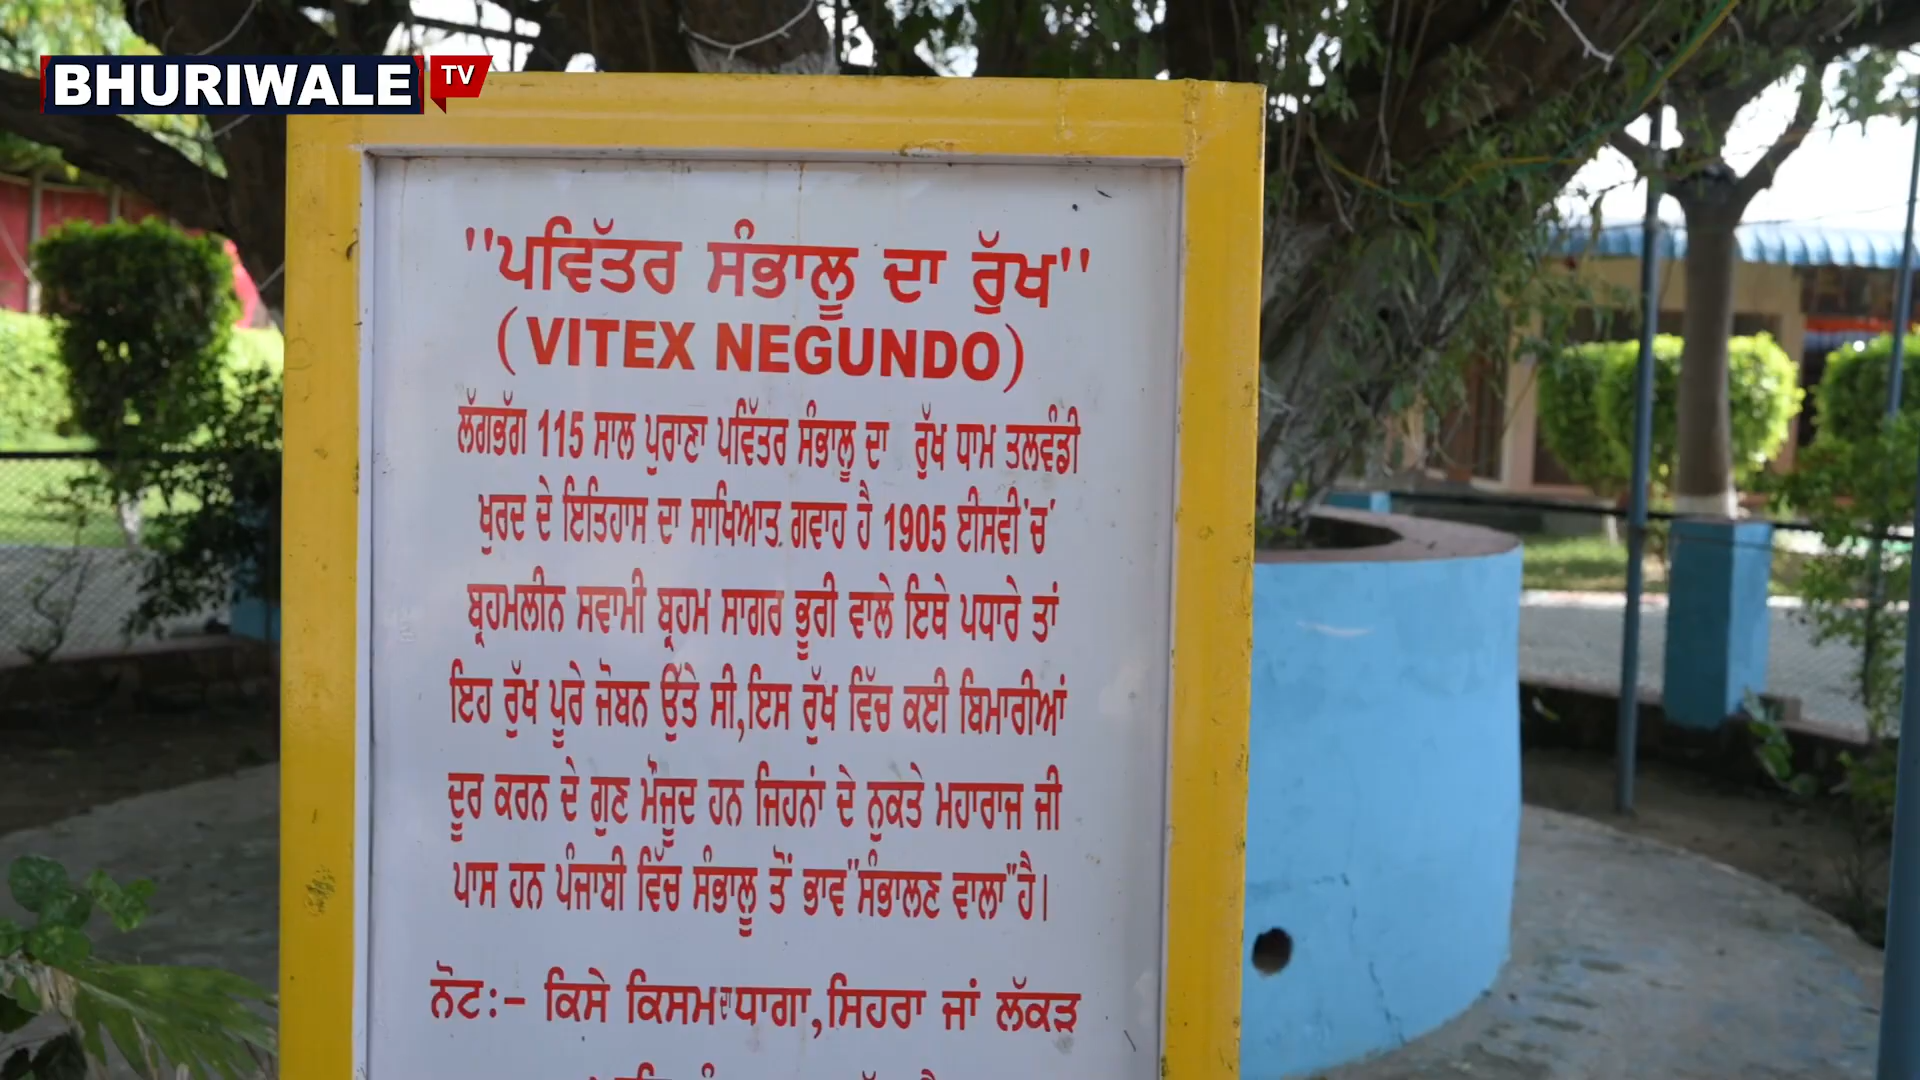 BHURIWALE TV
"ਪਵਿੱਤਰ ਸੰਭਾਲੂ ਦਾ ਰੁੱਖ"
(VITEX NEGUNDO)
ਲੱਗਭੱਗ 115 ਸਾਲ ਪੁਰਾਣਾ ਪਵਿੱਤਰ ਸੰਭਾਲੂ ਦਾ ਰੁੱਖ ਧਾਮ ਤਲਵੰਡੀ
ਖੁਰਦ ਦੇ ਇਤਿਹਾਸ ਦਾ ਸਾਖਿਆਤ ਗਵਾਹ ਹੈ 1905 ਈਸਵੀ'ਚ'
ਬ੍ਰਹਮਲੀਨ ਸਵਾਮੀ ਬ੍ਰਹਮ ਸਾਗਰ ਭੂਰੀ ਵਾਲੇ ਇਥੇ ਪਧਾਰੇ ਤਾਂ
ਇਹ ਰੁੱਖ ਪੂਰੇ ਜੋਬਨ ਉੱਤੇ ਸੀ,ਇਸ ਰੁੱਖ ਵਿੱਚ ਕਈ ਬਿਮਾਰੀਆਂ
ਦੂਰ ਕਰਨ ਦੇ ਗੁਣ ਮੌਜੂਦ ਹਨ ਜਿਹਨਾਂ ਦੇ ਨੁਕਤੇ ਮਹਾਰਾਜ ਜੀ
ਪਾਸ ਹਨ ਪੰਜਾਬੀ ਵਿੱਚ ਸੰਭਾਲੂ ਤੋਂ ਭਾਵ"ਸੰਭਾਲਣ ਵਾਲਾ"ਹੈ।
ਨੋਟ:- ਕਿਸੇ ਕਿਸਮ ਦਾ ਧਾਗਾ,ਸਿਹਰਾ ਜਾਂ ਲੱਕੜ